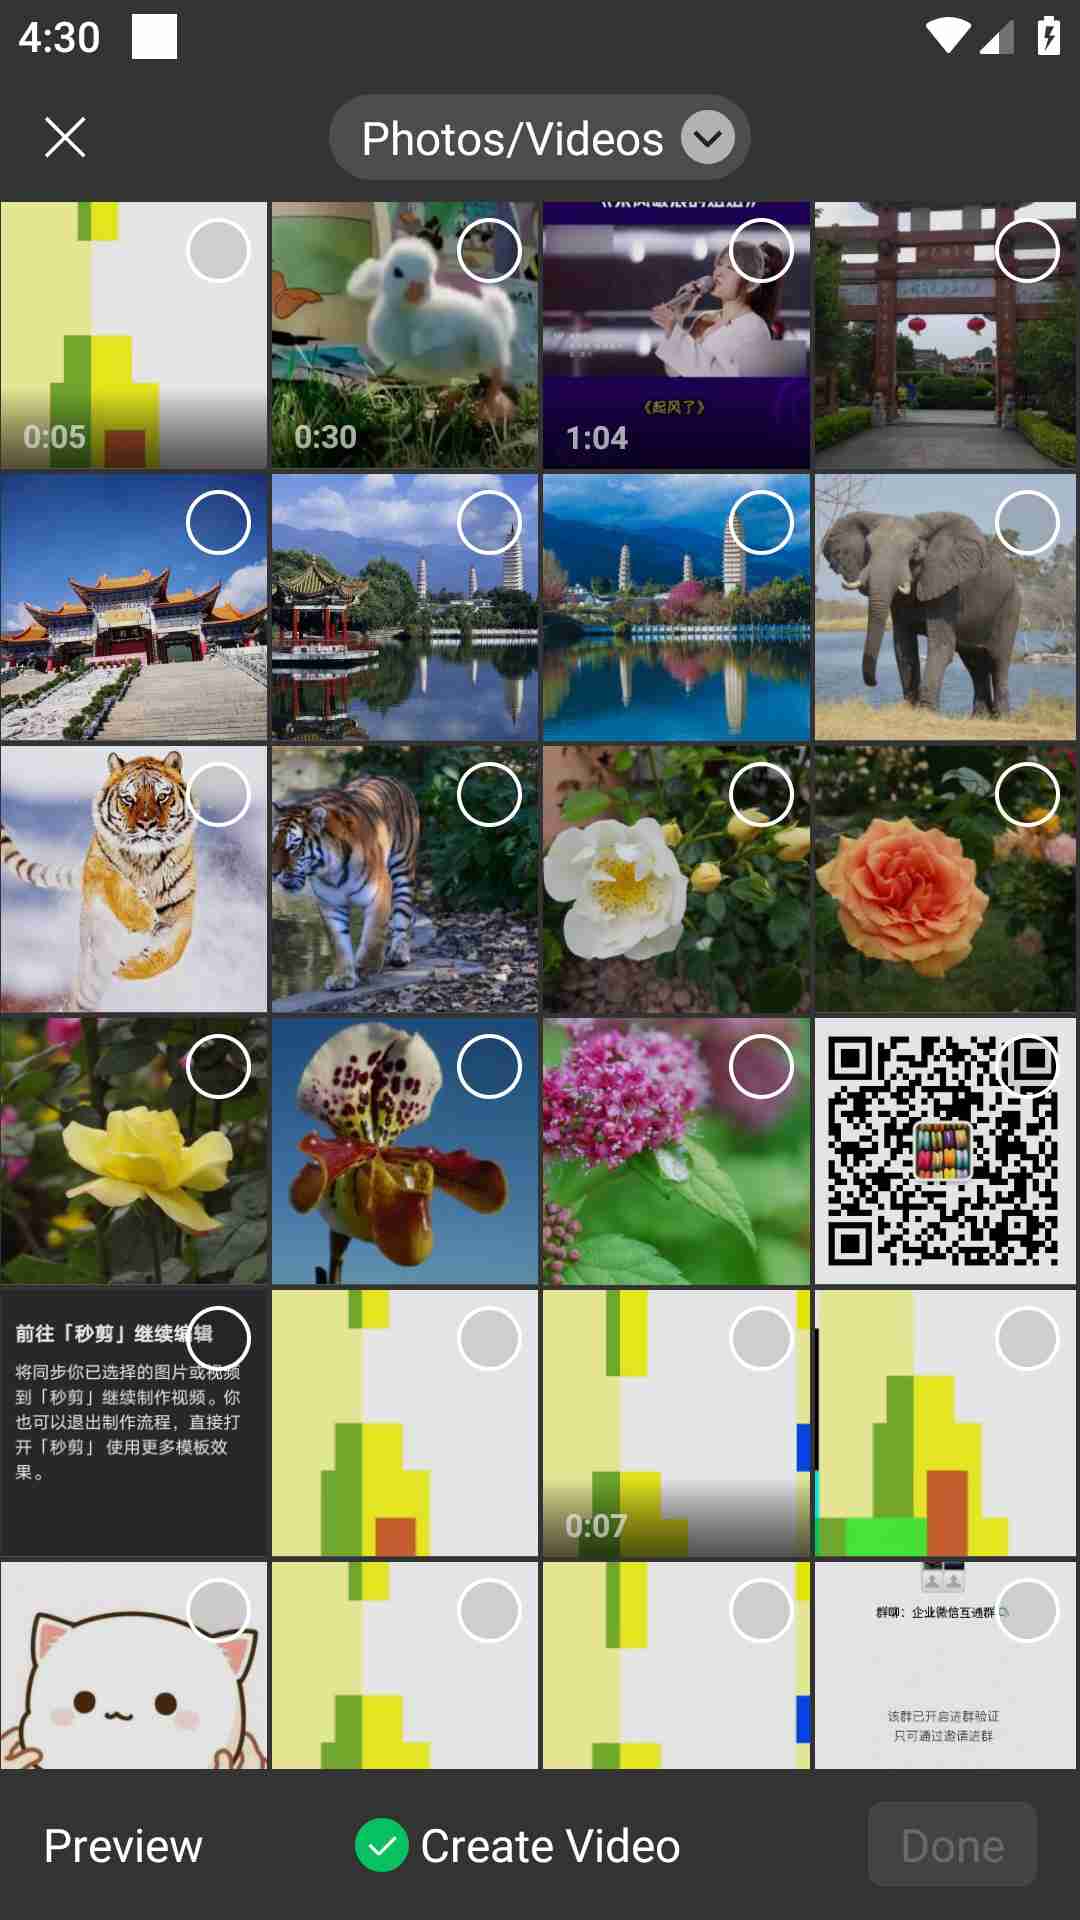 4:30
Photos/Videos
0:05
0:30
《起风了》
1:04
前往「秒剪」继续编辑
将同步你已选择的图片或视频
到「秒剪」继续制作视频。你
也可以退出制作流程，直接打
开「秒剪」 使用更多模板效
果。
0:07
群聊：企业微信互通群
该群已开启进群验证
只可通过邀请进群
Preview
Create Video
Done